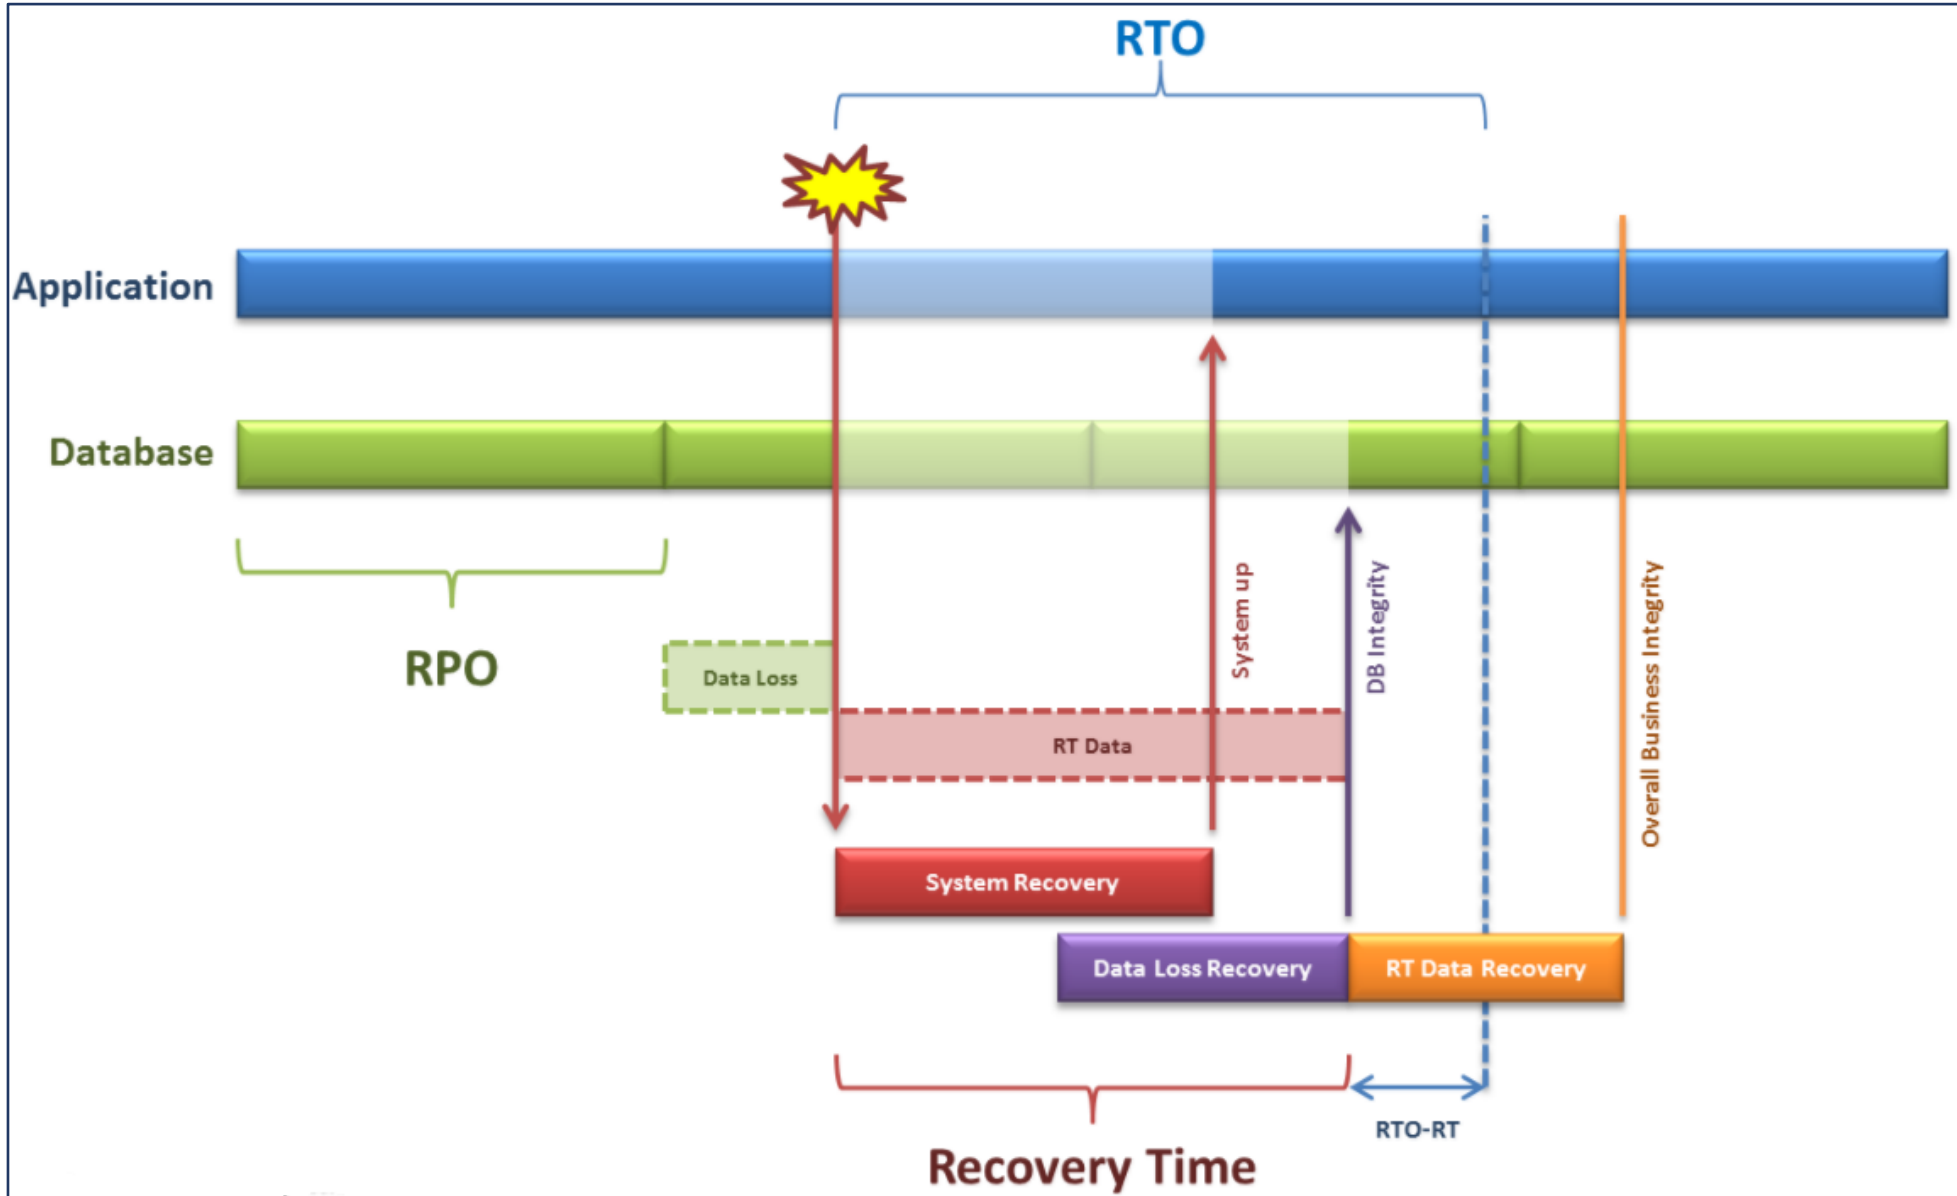 RTO
Application
Database
RPO
Data Loss
RT Data
System up
DB Integrity
Overall Business Integrity
System Recovery
Data Loss Recovery
RT Data Recovery
RTO-RT
Recovery Time